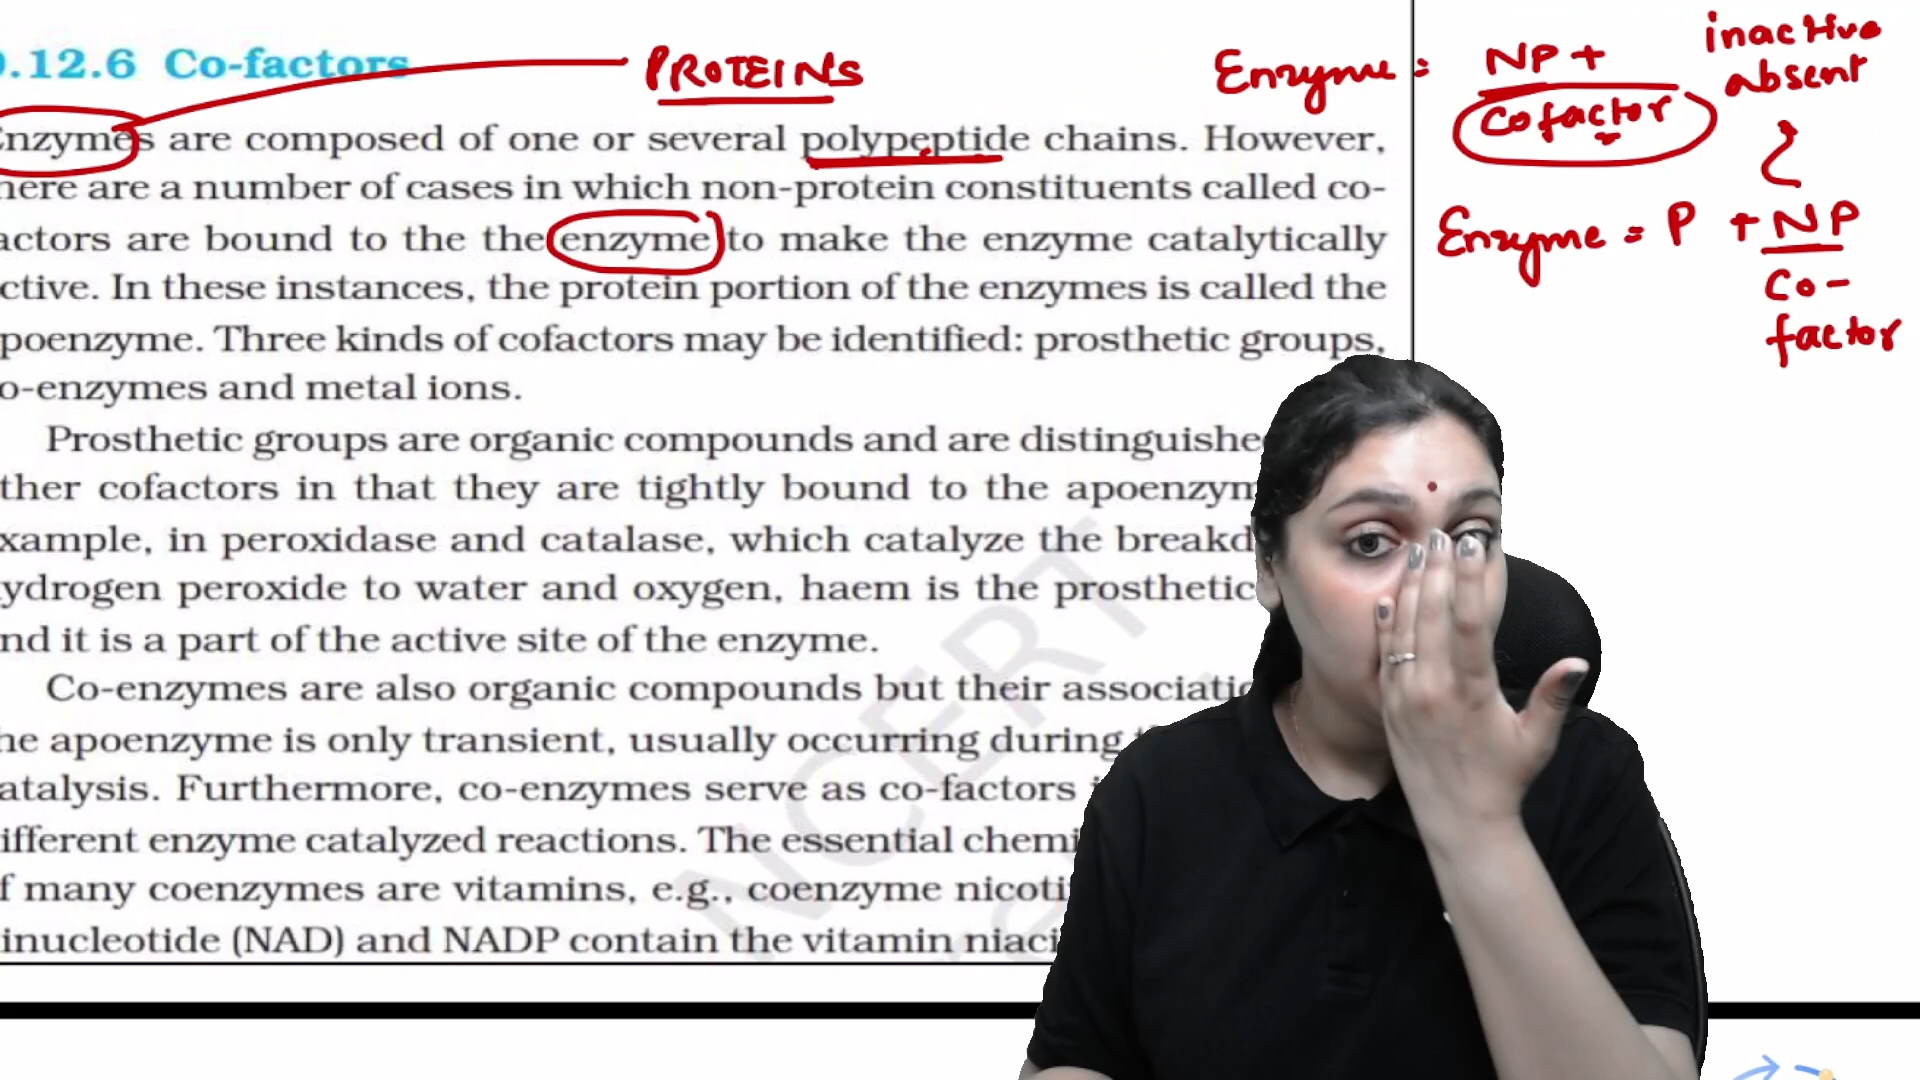 .12.6 Co-factors
PROTEINS
Enzyme = NP +
cofactor
inactive
absent
Enzyme = P + NP
co-
factor
nzymes are composed of one or several polypeptide chains. However,
here are a number of cases in which non-protein constituents called co-
actors are bound to the the enzyme to make the enzyme catalytically
ctive. In these instances, the protein portion of the enzymes is called the
poenzyme. Three kinds of cofactors may be identified: prosthetic groups,
o-enzymes and metal ions.
Prosthetic groups are organic compounds and are distinguishe
ther cofactors in that they are tightly bound to the apoenzym
xample, in peroxidase and catalase, which catalyze the breakd
ydrogen peroxide to water and oxygen, haem is the prosthetic
nd it is a part of the active site of the enzyme.
Co-enzymes are also organic compounds but their associatio
he apoenzyme is only transient, usually occurring during
atalysis. Furthermore, co-enzymes serve as co-factors i
ifferent enzyme catalyzed reactions. The essential chemi
f many coenzymes are vitamins, e.g., coenzyme nicoti
inucleotide (NAD) and NADP contain the vitamin niaci
NCERT